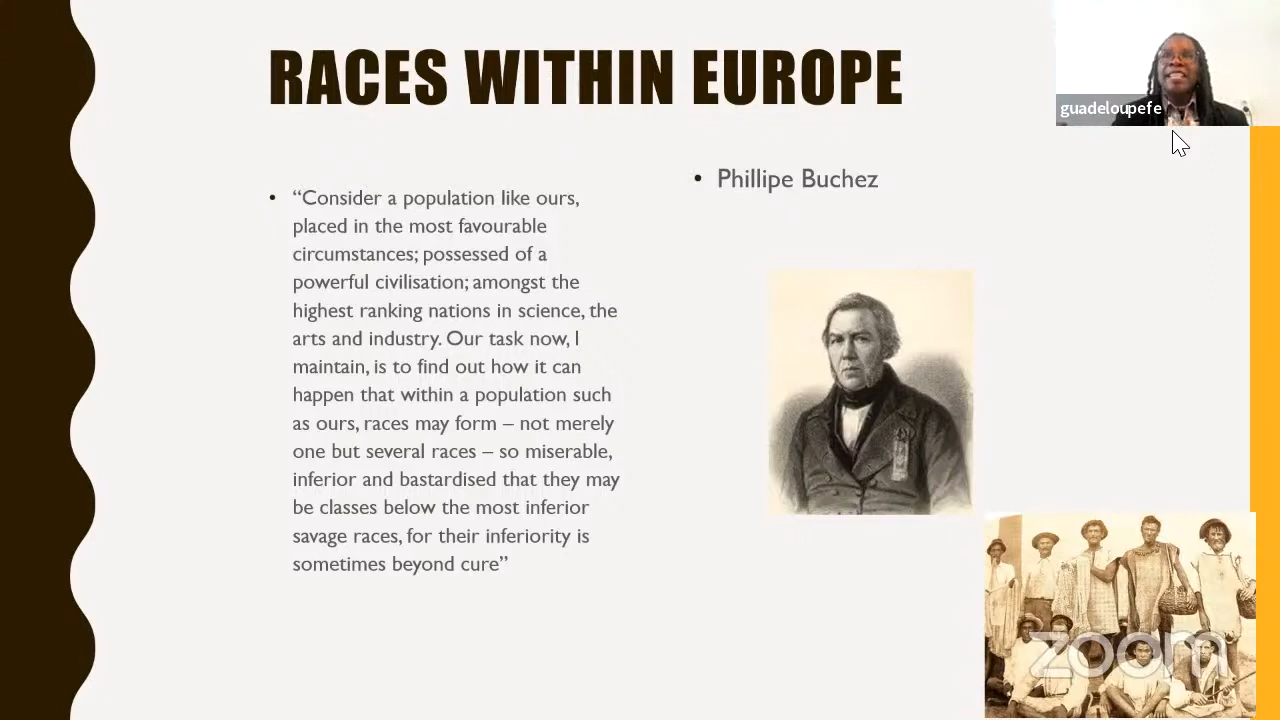 RACES WITHIN EUROPE
guadeloupefe
• “Consider a population like ours,
placed in the most favourable
circumstances; possessed of a
powerful civilisation; amongst the
highest ranking nations in science, the
arts and industry. Our task now, I
maintain, is to find out how it can
happen that within a population such
as ours, races may form – not merely
one but several races – so miserable,
inferior and bastardised that they may
be classes below the most inferior
savage races, for their inferiority is
sometimes beyond cure”
• Phillipe Buchez
zoom